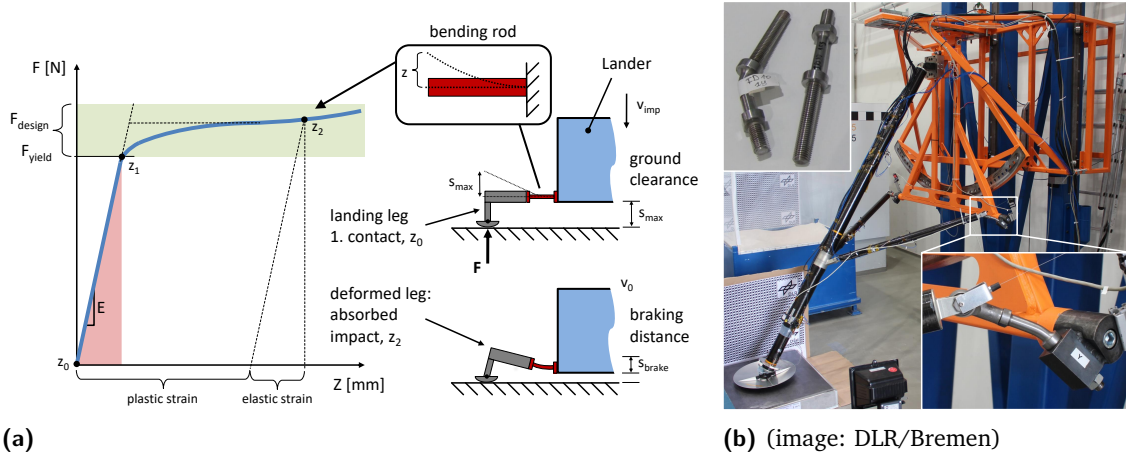 bending rod
F [N]
z
Lander
v_imp
F_design
F_yield
z_1
z_2
s_max
ground
clearance
landing leg
1. contact, z_0
s_max
F
E
deformed leg:
absorbed
impact, z_2
v_0
braking
distance
s_brake
z_0
Z [mm]
plastic strain
elastic strain
(a)
Y
DLR
(b) (image: DLR/Bremen)